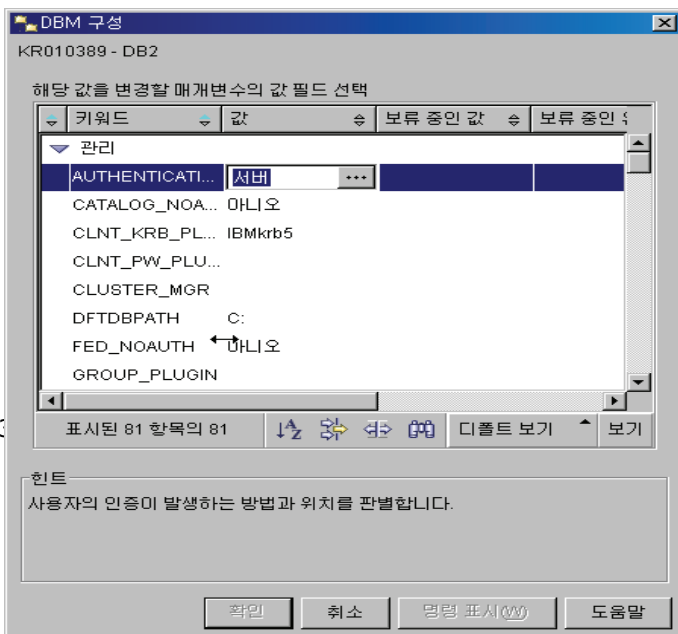 DBM 구성
KR010389 - DB2
해당 값을 변경할 매개변수의 값 필드 선택
키워드 값 보류 중인 값 보류 중인
관리
AUTHENTICATI... 서버 ...
CATALOG_NOA... 아니오
CLNT_KRB_PL... IBMkrb5
CLNT_PW_PLU...
CLUSTER_MGR
DFTDBPATH C:
FED_NOAUTH 아니오
GROUP_PLUGIN
표시된 81 항목의 81 디폴트 보기 보기
힌트
사용자의 인증이 발생하는 방법과 위치를 판별합니다.
확인 취소 명령 표시(W) 도움말